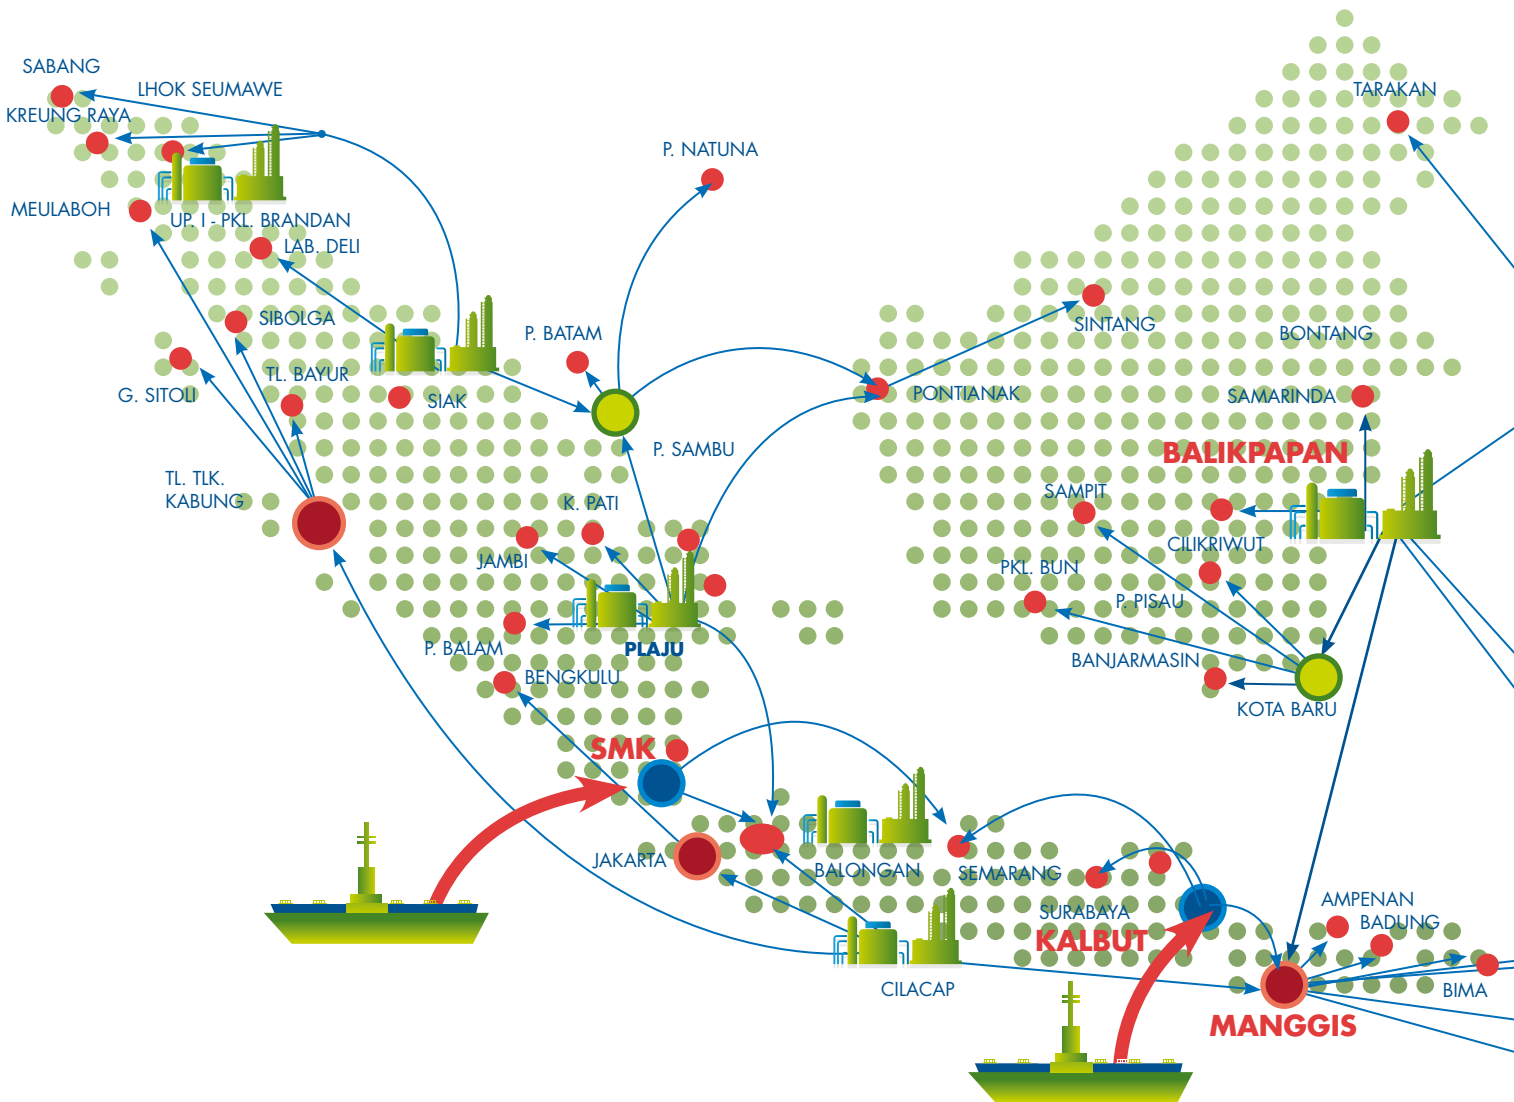 SABANG
LHOK SEUMAWE
KREUNG RAYA
MEULABOH
UP. I - PKL. BRANDAN
LAB. DELI
SIBOLGA
G. SITOLI
TL. BAYUR
SIAK
TL. TLK.
KABUNG
P. NATUNA
P. BATAM
P. SAMBU
K. PATI
JAMBI
P. BALAM
PLAJU
BENGKULU
SMK
JAKARTA
BALONGAN
CILACAP
SEMARANG
SURABAYA
KALBUT
AMPENAN
BADUNG
BIMA
MANGGIS
TARAKAN
SINTANG
BONTANG
PONTIANAK
SAMARINDA
BALIKPAPAN
SAMPIT
CILIKRIWUT
PKL. BUN
P. PISAU
BANJARMASIN
KOTA BARU